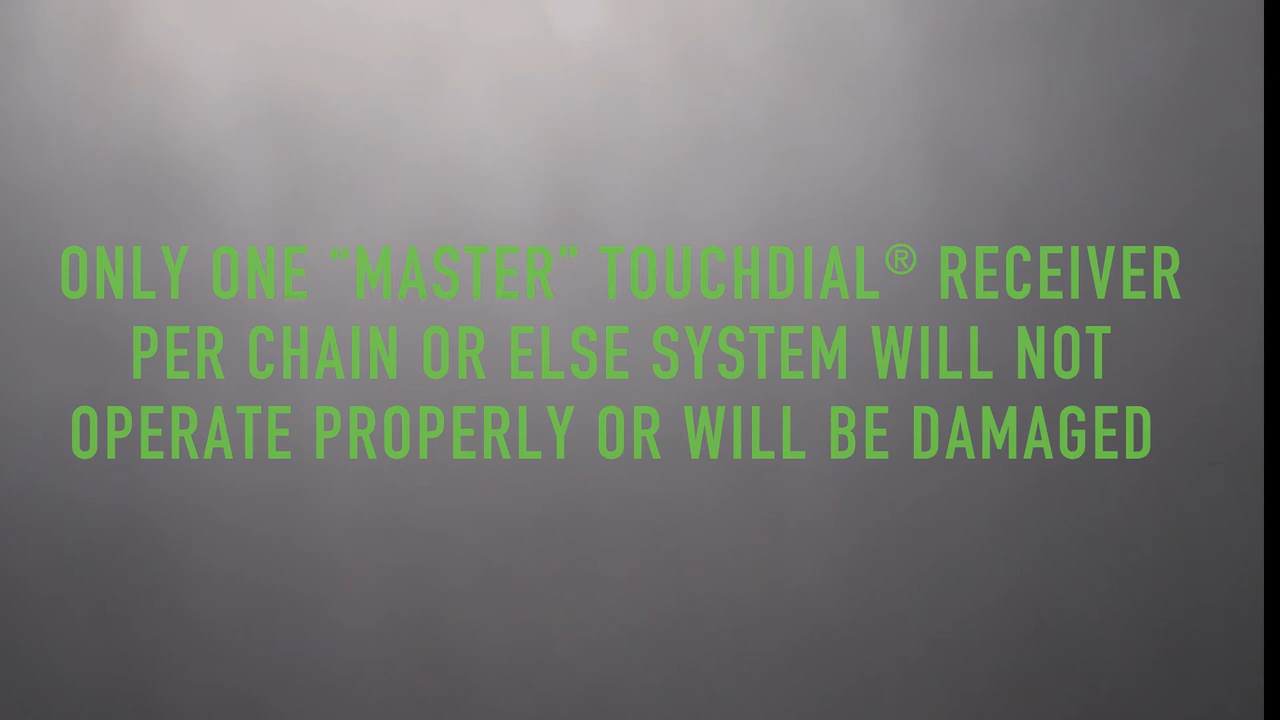 ONLY ONE “MASTER” TOUCHDIAL® RECEIVER
PER CHAIN OR ELSE SYSTEM WILL NOT
OPERATE PROPERLY OR WILL BE DAMAGED